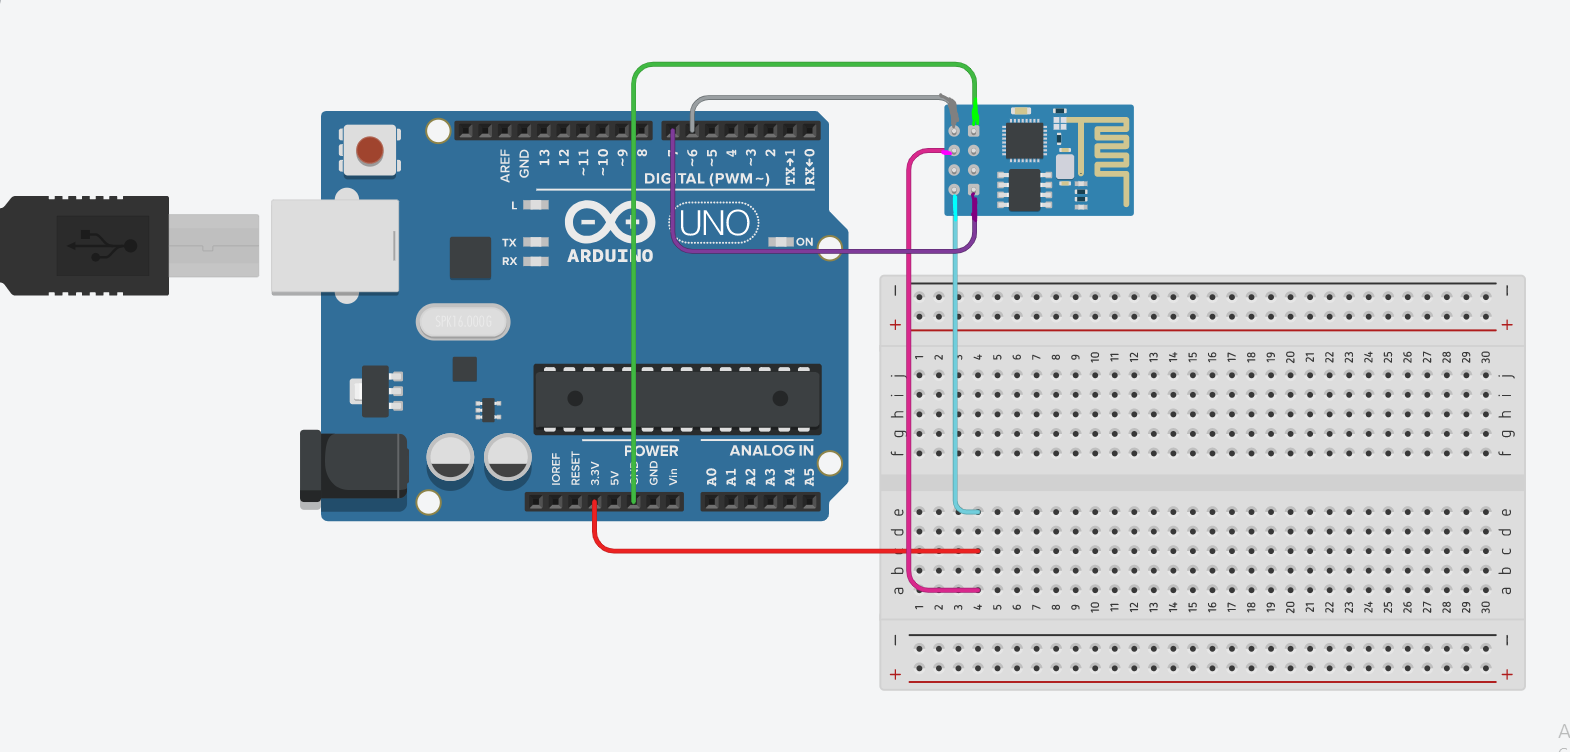 AREF
GND
13
12
~11
~10
~9
8
7
~6
~5
4
~3
2
TX→1
RX←0
DIGITAL (PWM~)
L
TX
RX
ARDUINO
UNO
ON
SPK16.000G
POWER
ANALOG IN
IOREF
RESET
3.3V
5V
GND
GND
Vin
A0
A1
A2
A3
A4
A5
− −
+ +
1 2 3 4 5 6 7 8 9 10 11 12 13 14 15 16 17 18 19 20 21 22 23 24 25 26 27 28 29 30
j j
i i
h h
g g
f f
e e
d d
c c
b b
a a
1 2 3 4 5 6 7 8 9 10 11 12 13 14 15 16 17 18 19 20 21 22 23 24 25 26 27 28 29 30
− −
+ +
A